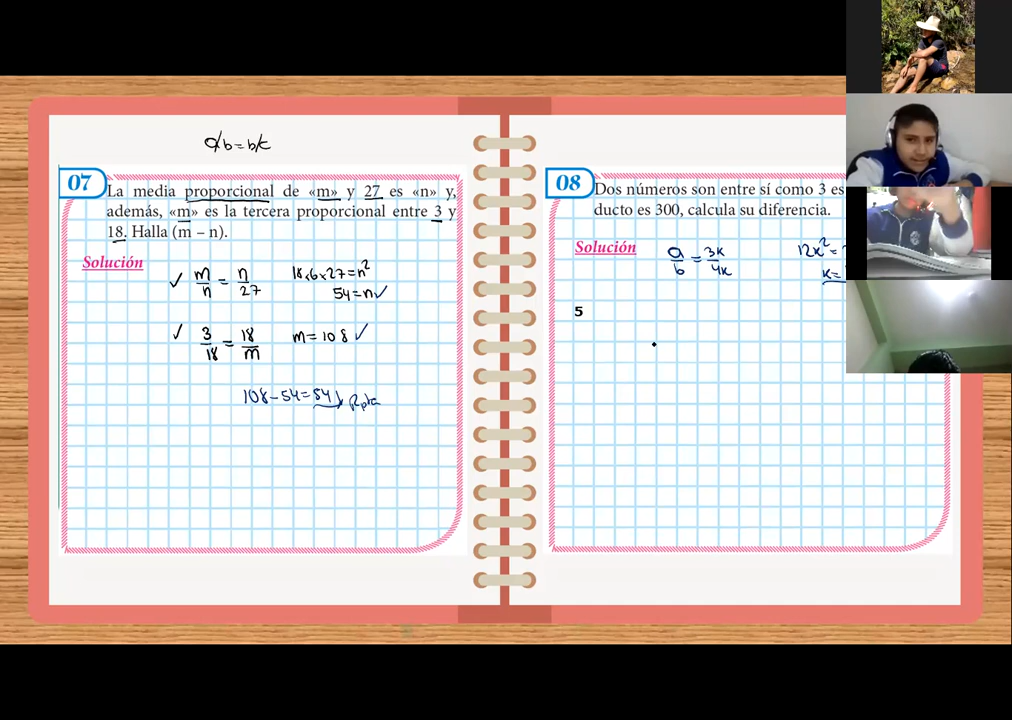 a/b = b/c
07
La media proporcional de «m» y 27 es «n» y,
además, «m» es la tercera proporcional entre 3 y
18. Halla (m – n).
Solución
✓ m/n = n/27
18×6×27 = n²
54 = n ✓
✓ 3/18 = 18/m
m = 108 ✓
108 – 54 = 54 Rpta
08
Dos números son entre sí como 3 es
ducto es 300, calcula su diferencia.
Solución
a/b = 3k/4k
12k² =
k =
5